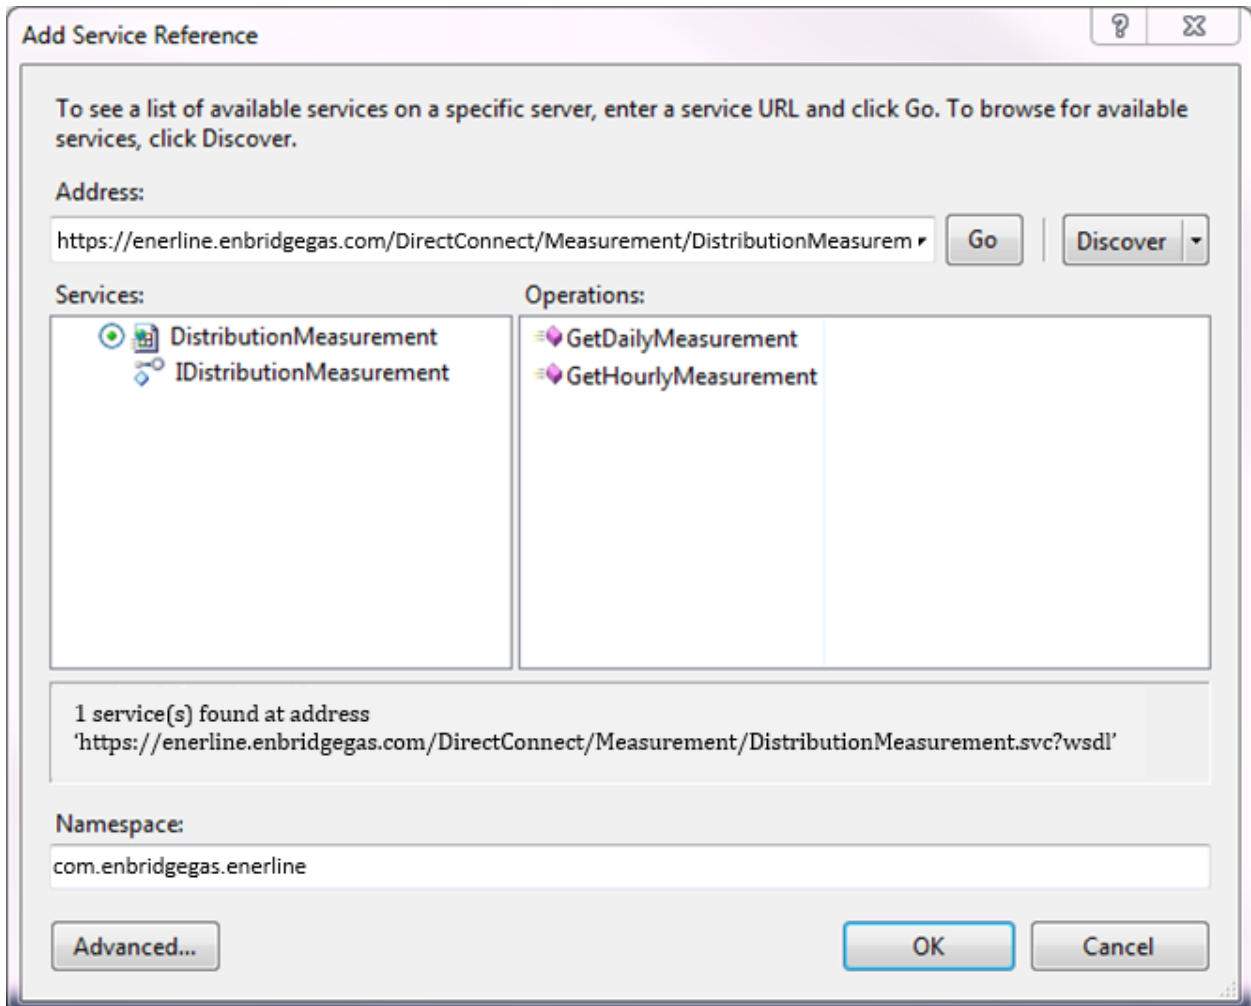 Add Service Reference
To see a list of available services on a specific server, enter a service URL and click Go. To browse for available
services, click Discover.
Address:
https://enerline.enbridgegas.com/DirectConnect/Measurement/DistributionMeasurem
Go
Discover
Services:
Operations:
DistributionMeasurement
IDistributionMeasurement
GetDailyMeasurement
GetHourlyMeasurement
1 service(s) found at address
‘https://enerline.enbridgegas.com/DirectConnect/Measurement/DistributionMeasurement.svc?wsdl’
Namespace:
com.enbridgegas.enerline
Advanced...
OK
Cancel